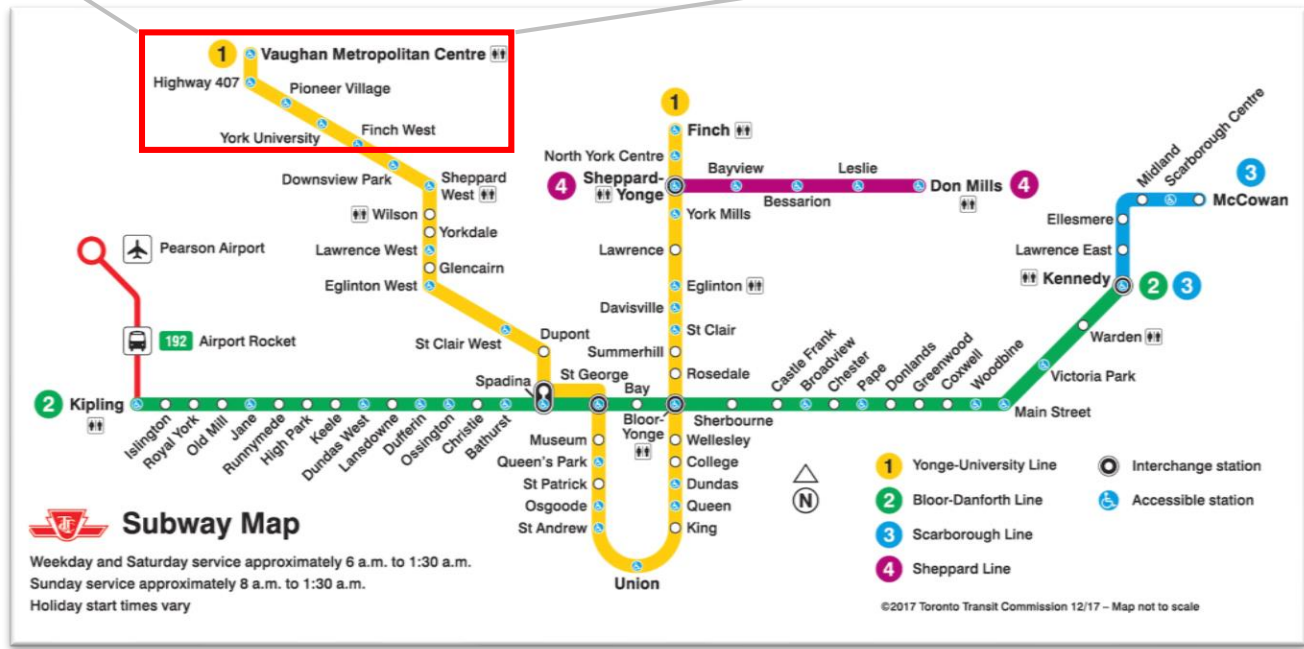 1
Vaughan Metropolitan Centre
Highway 407
Pioneer Village
York University
Finch West
Downsview Park
Sheppard
West
Wilson
Yorkdale
Lawrence West
Glencairn
Eglinton West
St Clair West
Dupont
Spadina
St George
1
Finch
North York Centre
4
Sheppard-
Yonge
Bayview
Bessarion
Leslie
Don Mills
4
York Mills
Lawrence
Eglinton
Davisville
St Clair
Summerhill
Rosedale
Midland
Scarborough Centre
3
McCowan
Ellesmere
Lawrence East
Kennedy
2
3
Warden
Victoria Park
Main Street
Pearson Airport
192
Airport Rocket
2
Kipling
Islington
Royal York
Old Mill
Jane
Runnymede
High Park
Keele
Dundas West
Lansdowne
Dufferin
Ossington
Christie
Bathurst
Bay
Bloor-
Yonge
Sherbourne
Castle Frank
Broadview
Chester
Pape
Donlands
Greenwood
Coxwell
Woodbine
Museum
Queen's Park
St Patrick
Osgoode
St Andrew
Union
Wellesley
College
Dundas
Queen
King
N
1 Yonge-University Line
2 Bloor-Danforth Line
3 Scarborough Line
4 Sheppard Line
Interchange station
Accessible station
TTC
Subway Map
Weekday and Saturday service approximately 6 a.m. to 1:30 a.m.
Sunday service approximately 8 a.m. to 1:30 a.m.
Holiday start times vary
©2017 Toronto Transit Commission 12/17 – Map not to scale